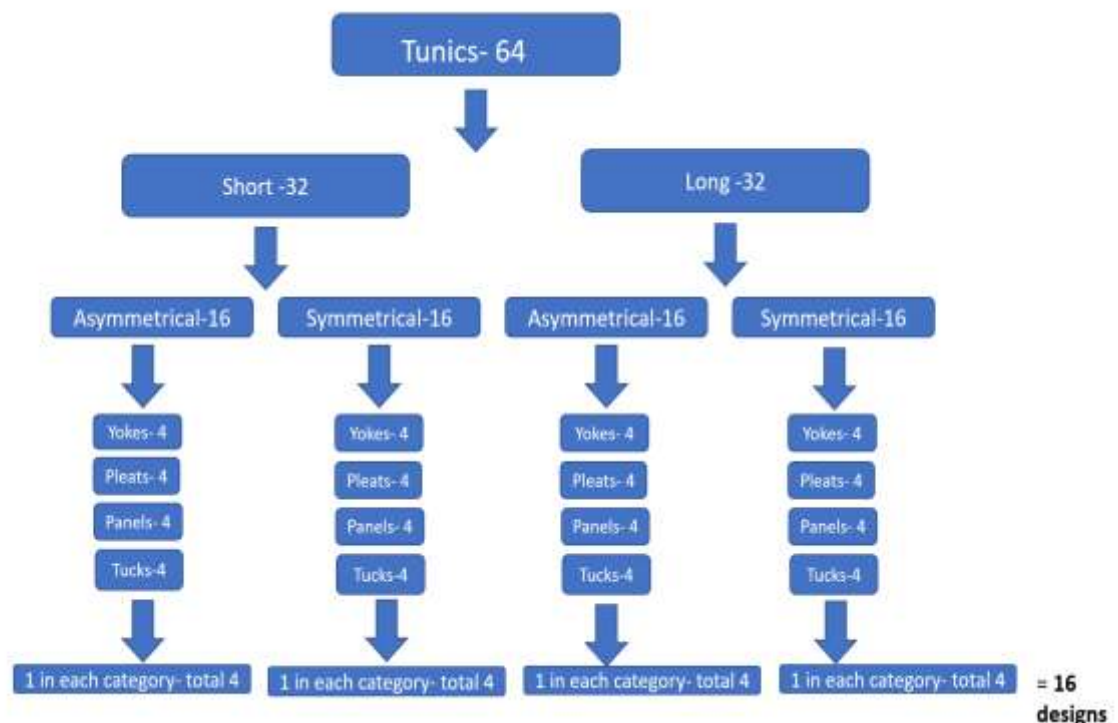 Tunics- 64
Short -32
Long -32
Asymmetrical-16
Symmetrical-16
Asymmetrical-16
Symmetrical-16
Yokes- 4
Pleats- 4
Panels- 4
Tucks-4
Yokes- 4
Pleats- 4
Panels- 4
Tucks-4
Yokes- 4
Pleats- 4
Panels- 4
Tucks-4
Yokes- 4
Pleats- 4
Panels- 4
Tucks-4
1 in each category- total 4
1 in each category- total 4
1 in each category- total 4
1 in each category- total 4
= 16
designs